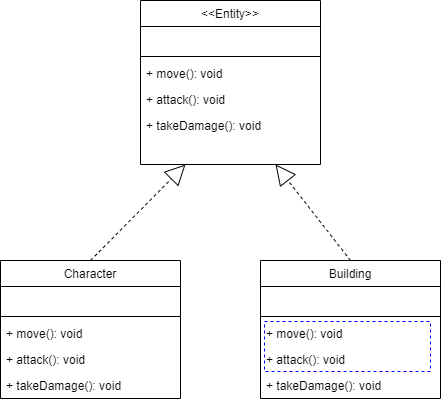 <<Entity>>
+ move(): void
+ attack(): void
+ takeDamage(): void
Character
+ move(): void
+ attack(): void
+ takeDamage(): void
Building
+ move(): void
+ attack(): void
+ takeDamage(): void